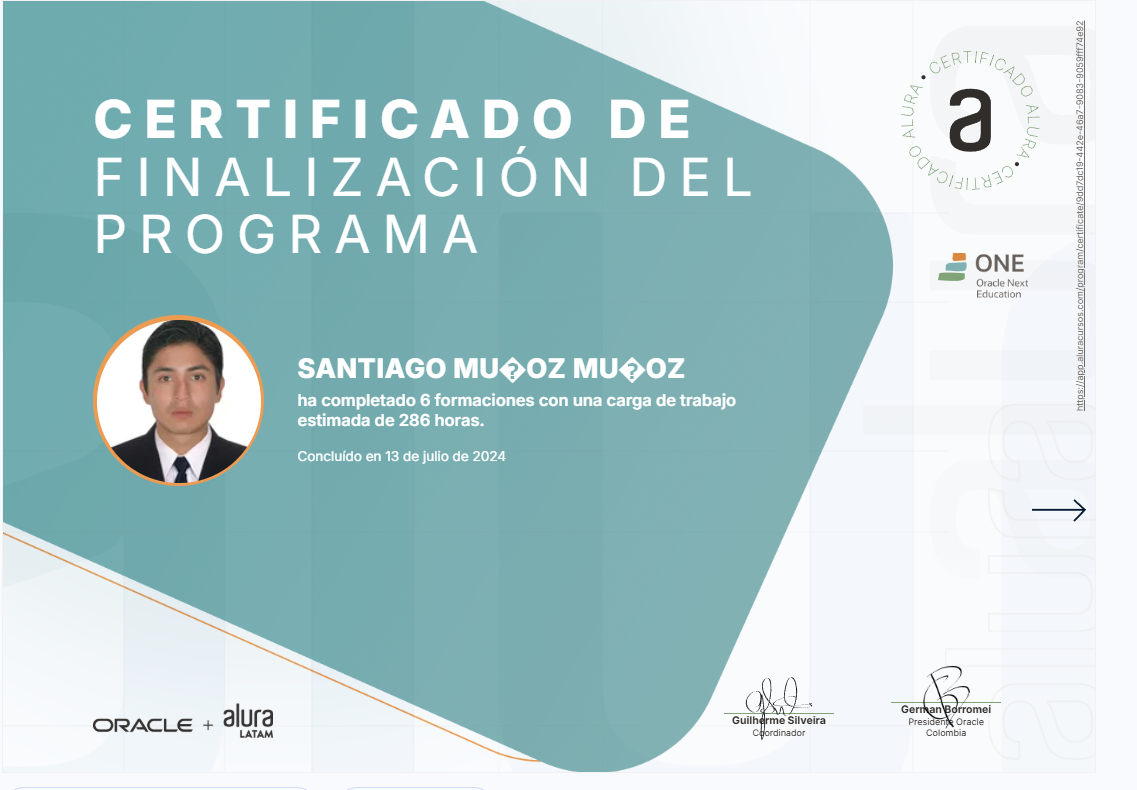 CERTIFICADO DE
FINALIZACIÓN DEL
PROGRAMA
CERTIFICADO ALURA • CERTIFICADO ALURA •
a
ONE
Oracle Next
Education
https://app.aluracursos.com/program/certificate/9dd7dc19-442e-46a7-9083-9059fff74e92
SANTIAGO MU�OZ MU�OZ
ha completado 6 formaciones con una carga de trabajo
estimada de 286 horas.
Concluído en 13 de julio de 2024
ORACLE + alura
LATAM
Guilherme Silveira
Coordinador
German Borromei
Presidente Oracle
Colombia
alura